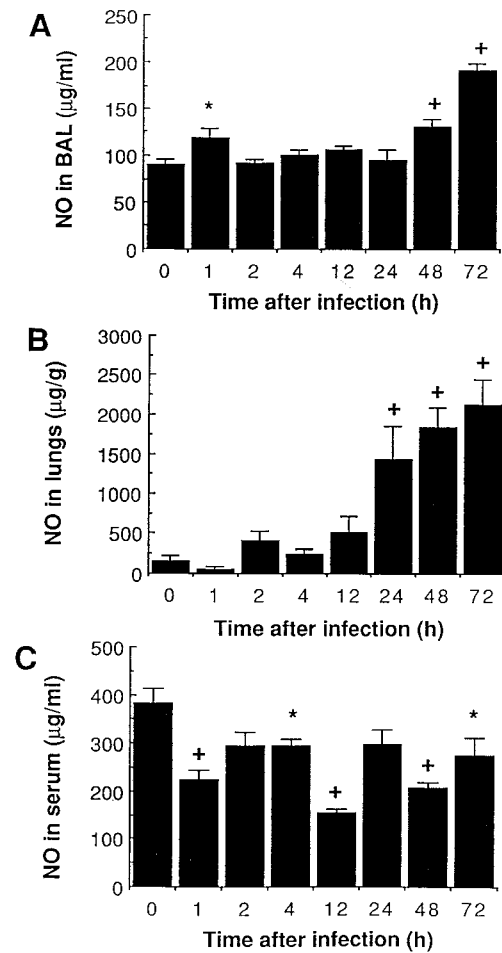 A
NO in BAL (µg/ml)
250
200
150
100
50
0
*
+
+
0 1 2 4 12 24 48 72
Time after infection (h)
B
NO in lungs (µg/g)
3000
2500
2000
1500
1000
500
0
+
+
+
0 1 2 4 12 24 48 72
Time after infection (h)
C
NO in serum (µg/ml)
500
400
300
200
100
0
+
*
+
+
*
0 1 2 4 12 24 48 72
Time after infection (h)